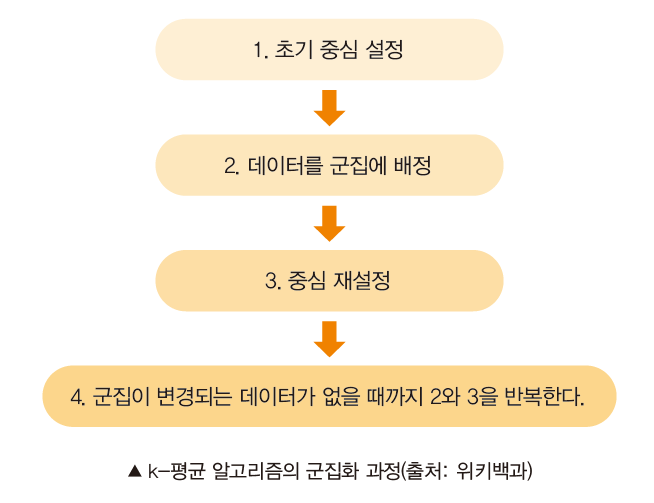 1. 초기 중심 설정
2. 데이터를 군집에 배정
3. 중심 재설정
4. 군집이 변경되는 데이터가 없을 때까지 2와 3을 반복한다.
▲ k-평균 알고리즘의 군집화 과정(출처: 위키백과)